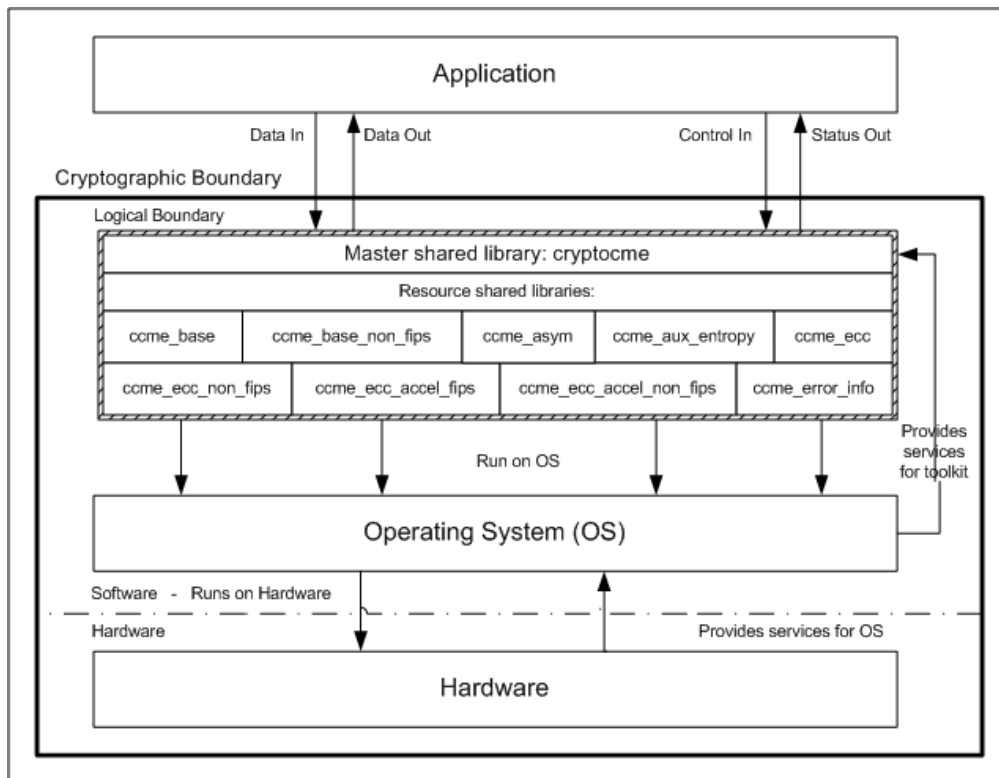 Application
Data In
Data Out
Control In
Status Out
Cryptographic Boundary
Logical Boundary
Master shared library: cryptocme
Resource shared libraries:
ccme_base
ccme_base_non_fips
ccme_asym
ccme_aux_entropy
ccme_ecc
ccme_ecc_non_fips
ccme_ecc_accel_fips
ccme_ecc_accel_non_fips
ccme_error_info
Provides
services
for toolkit
Run on OS
Operating System (OS)
Software - Runs on Hardware
Hardware
Provides services for OS
Hardware